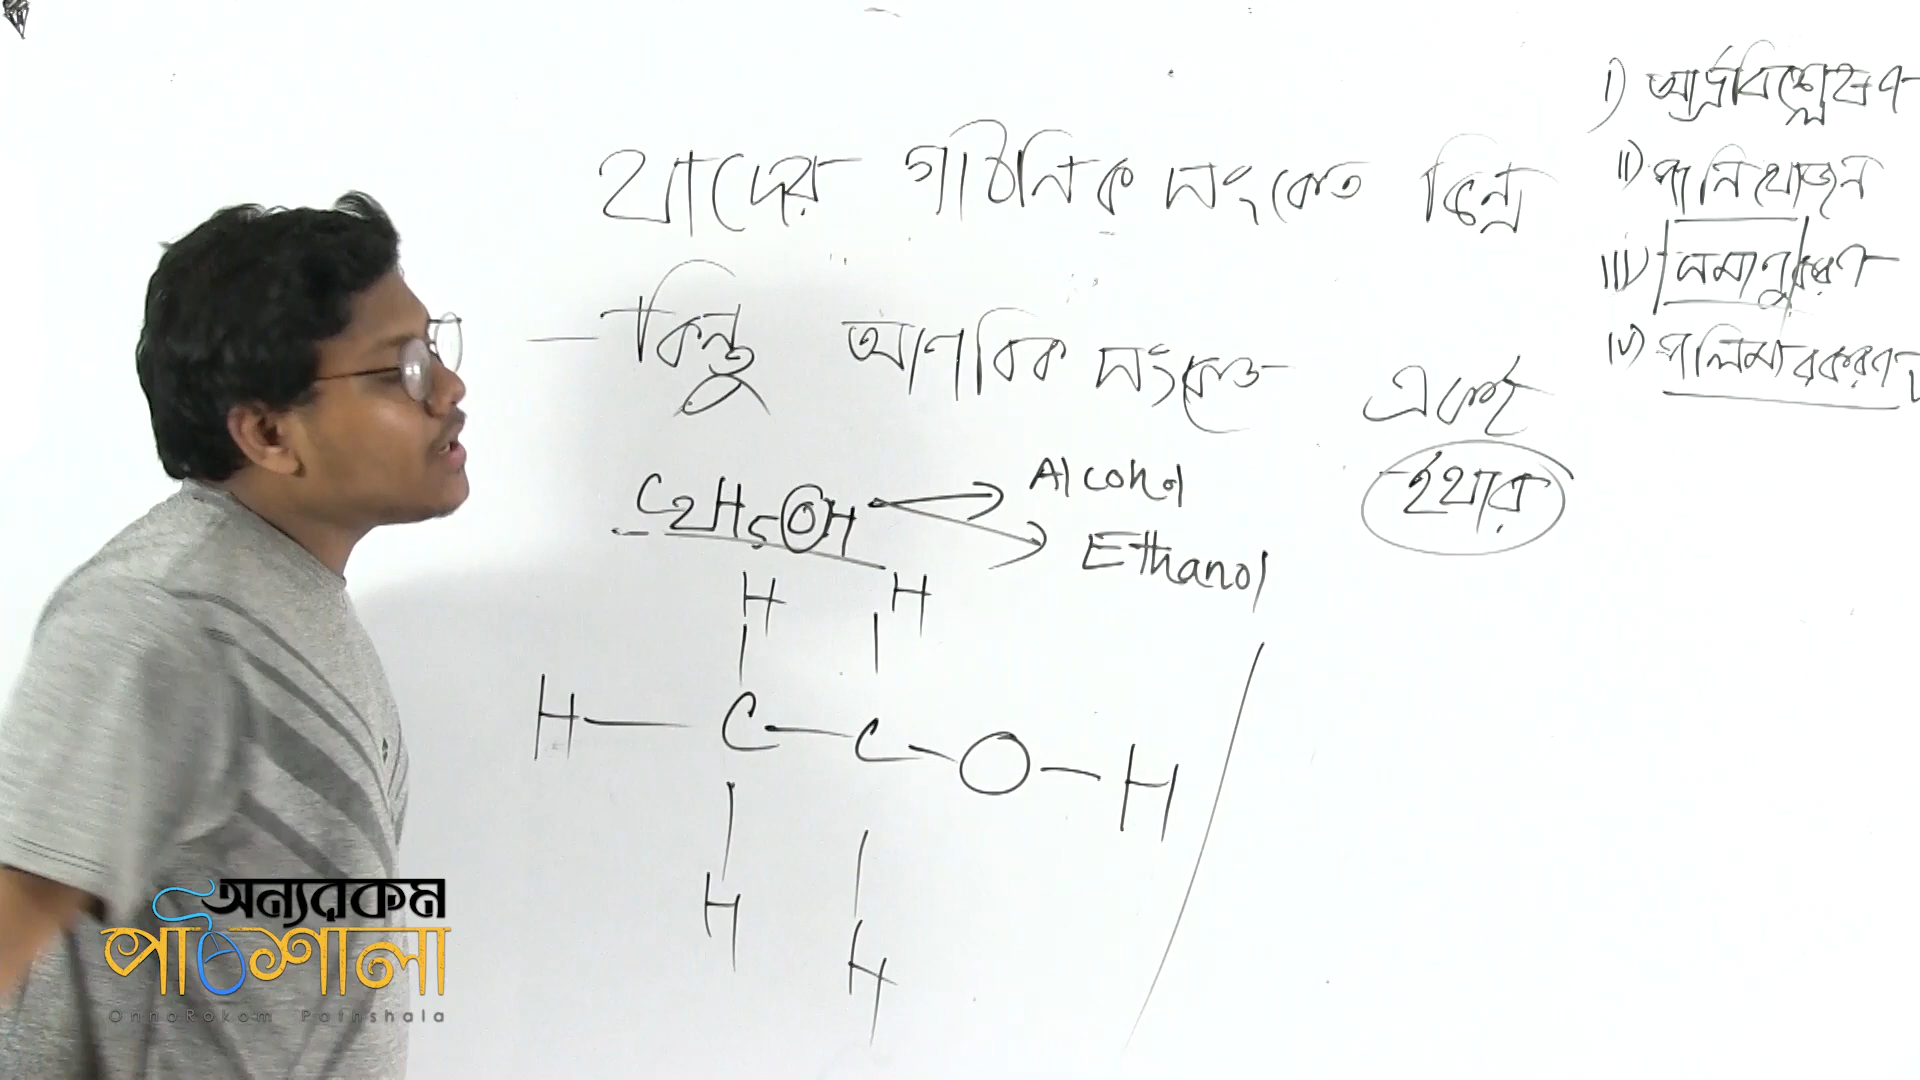 যাদের গাঠনিক সংকেত ভিন্ন
কিন্তু আণবিক সংকেত একই
C2H5OH
Alcohol
Ethanol
ইথার
H H
H — C — C — O — H
H H
I) আর্দ্রবিশ্লেষণ
II) পানিযোজন
III) সমাণুকরণ
IV) পলিমারকরণ
অন্যরকম
পাঠশালা
OnnoRokom Pathshala